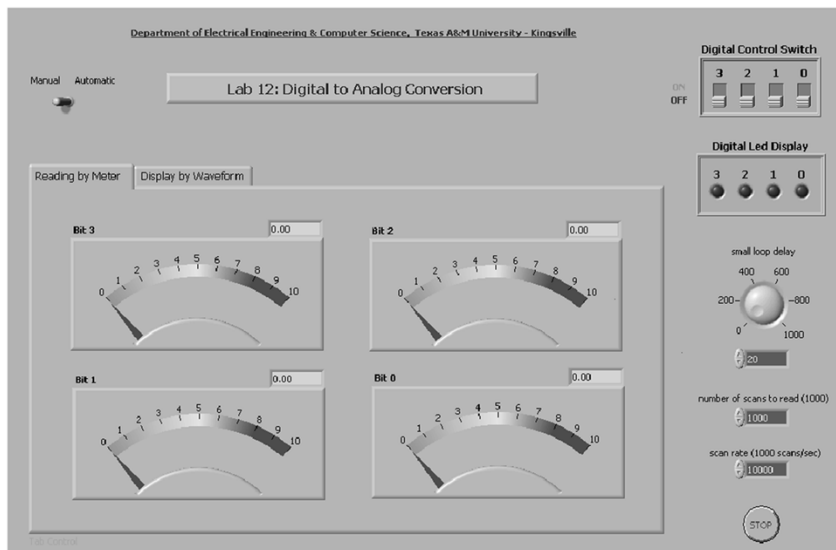 Department of Electrical Engineering & Computer Science, Texas A&M University - Kingsville
Manual Automatic
Lab 12: Digital to Analog Conversion
Digital Control Switch
3 2 1 0
ON
OFF
Digital Led Display
3 2 1 0
Reading by Meter
Display by Waveform
Bit 3
0.00
0 1 2 3 4 5 6 7 8 9 10
Bit 2
0.00
0 1 2 3 4 5 6 7 8 9 10
Bit 1
0.00
0 1 2 3 4 5 6 7 8 9 10
Bit 0
0.00
0 1 2 3 4 5 6 7 8 9 10
small loop delay
400 600
200 800
0 1000
20
number of scans to read (1000)
1000
scan rate (1000 scans/sec)
10000
STOP
Tab Control